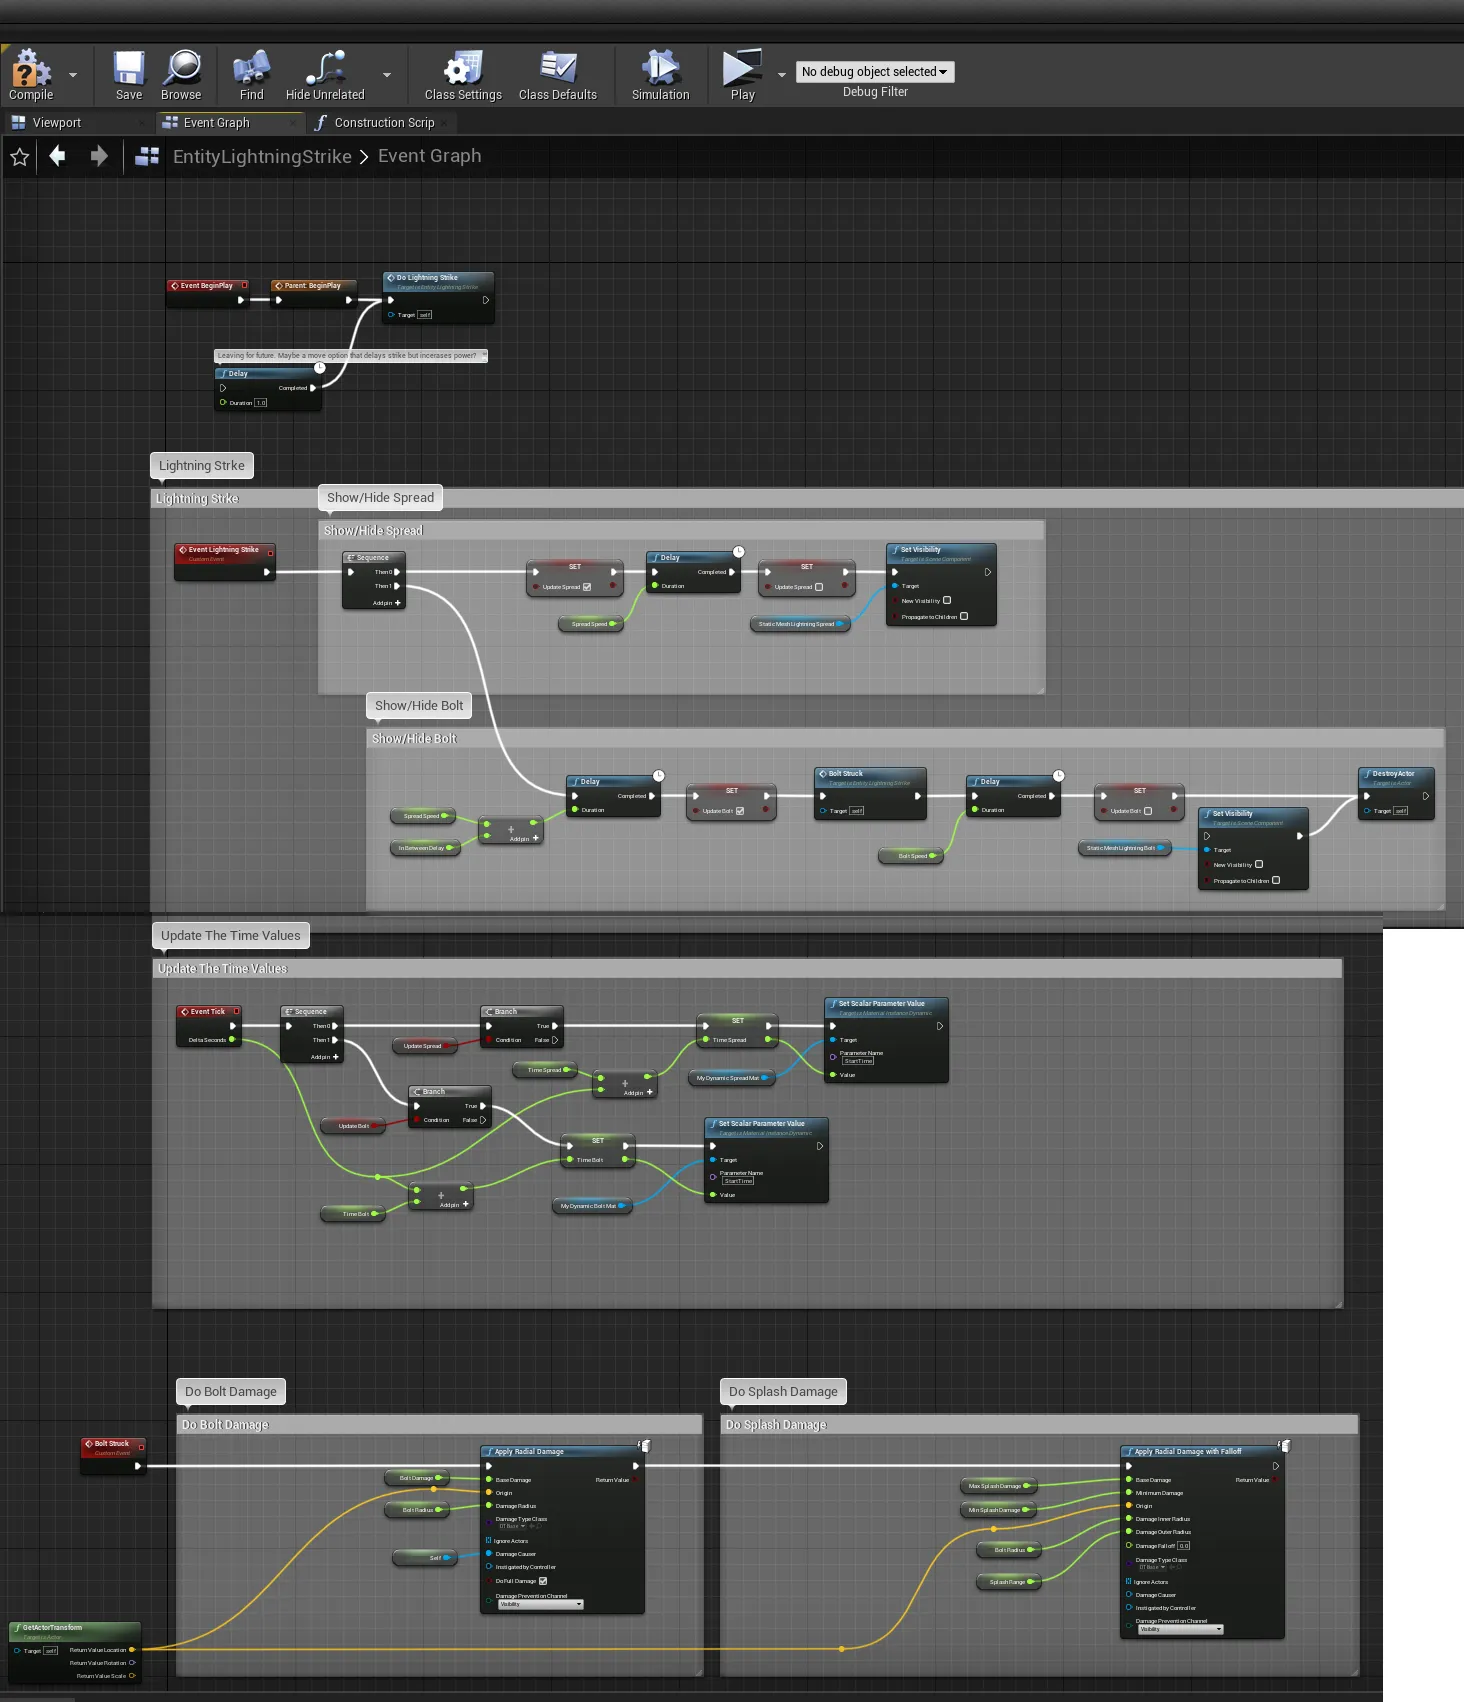 Compile
Save
Browse
Find
Hide Unrelated
Class Settings
Class Defaults
Simulation
Play
No debug object selected
Debug Filter
Viewport
Event Graph
Construction Scrip
EntityLightningStrike > Event Graph
Event BeginPlay
Parent: BeginPlay
Do Lightning Strike
Target is Entity Lightning Strike
Target self
Leaving for future. Maybe a move option that delays strike but incerases power?
Delay
Completed
Duration 1.0
Lightning Strke
Lightning Strke
Show/Hide Spread
Show/Hide Spread
Event Lightning Strike
Custom Event
Sequence
Then 0
Then 1
Add pin +
SET
Update Spread
Spread Speed
Delay
Completed
Duration
SET
Update Spread
Static Mesh Lightning Spread
Set Visibility
Target is Scene Component
Target
New Visibility
Propagate to Children
Show/Hide Bolt
Show/Hide Bolt
Spread Speed
In Between Delay
+
Add pin +
Delay
Completed
Duration
SET
Update Bolt
Bolt Struck
Target is Entity Lightning Strike
Target self
Bolt Speed
Delay
Completed
Duration
SET
Update Bolt
Static Mesh Lightning Bolt
Set Visibility
Target is Scene Component
Target
New Visibility
Propagate to Children
DestroyActor
Target is Actor
Target self
Update The Time Values
Update The Time Values
Event Tick
Delta Seconds
Sequence
Then 0
Then 1
Add pin +
Update Spread
Branch
True
Condition
False
Time Spread
+
Add pin +
SET
Time Spread
My Dynamic Spread Mat
Set Scalar Parameter Value
Target is Material Instance Dynamic
Target
Parameter Name
StartTime
Value
Update Bolt
Branch
True
Condition
False
Time Bolt
+
Add pin +
SET
Time Bolt
My Dynamic Bolt Mat
Set Scalar Parameter Value
Target is Material Instance Dynamic
Target
Parameter Name
StartTime
Value
Do Bolt Damage
Do Bolt Damage
Bolt Struck
Custom Event
Bolt Damage
Bolt Radius
Self
Apply Radial Damage
Base Damage
Return Value
Origin
Damage Radius
Damage Type Class
DT Base
Ignore Actors
Damage Causer
Instigated by Controller
Do Full Damage
Damage Prevention Channel
Visibility
GetActorTransform
Target is Actor
Target self
Return Value Location
Return Value Rotation
Return Value Scale
Do Splash Damage
Do Splash Damage
Max Splash Damage
Min Splash Damage
Bolt Radius
Splash Range
Apply Radial Damage with Falloff
Base Damage
Return Value
Minimum Damage
Origin
Damage Inner Radius
Damage Outer Radius
Damage Falloff 0.0
Damage Type Class
DT Base
Ignore Actors
Damage Causer
Instigated by Controller
Damage Prevention Channel
Visibility